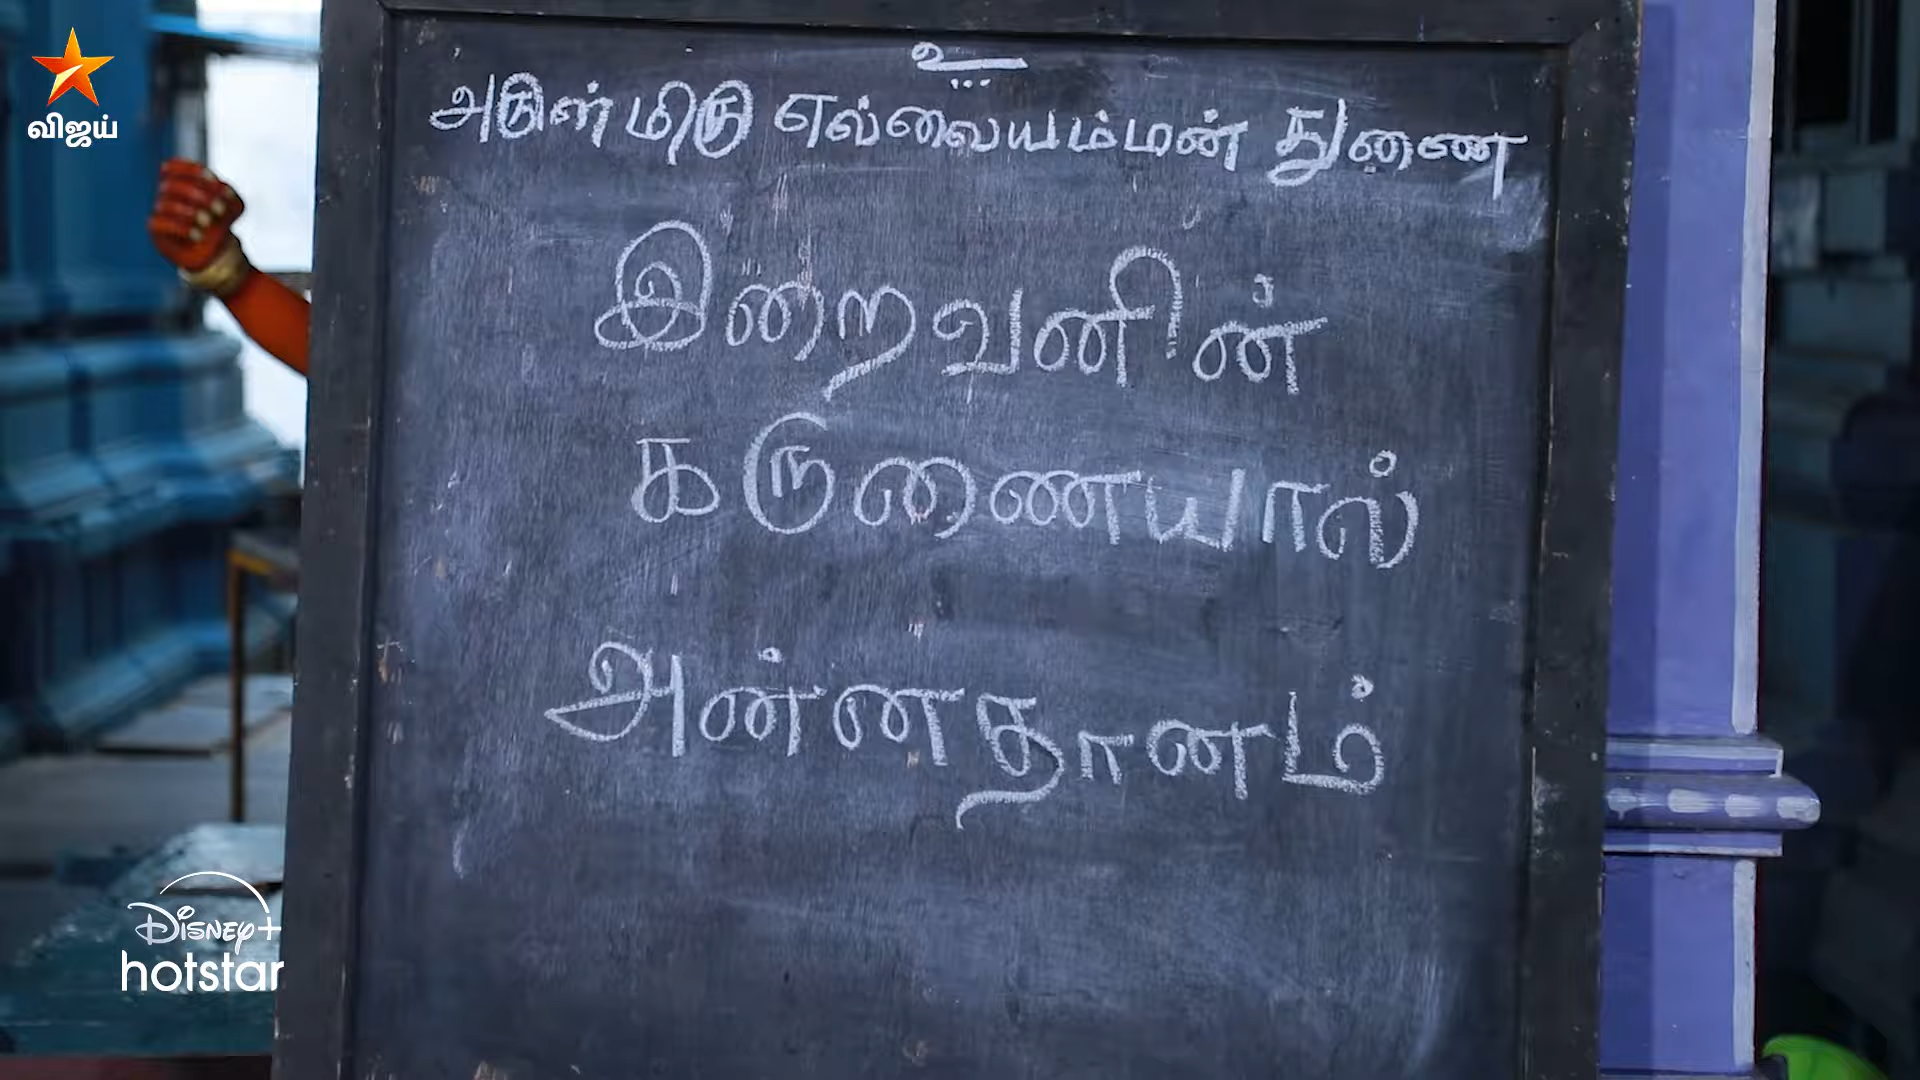 விஜய்
உ
அருள்மிரு எல்லையம்மன் துணை
இறைவனின்
கருணையால்
அன்னதானம்
Disney+
hotstar